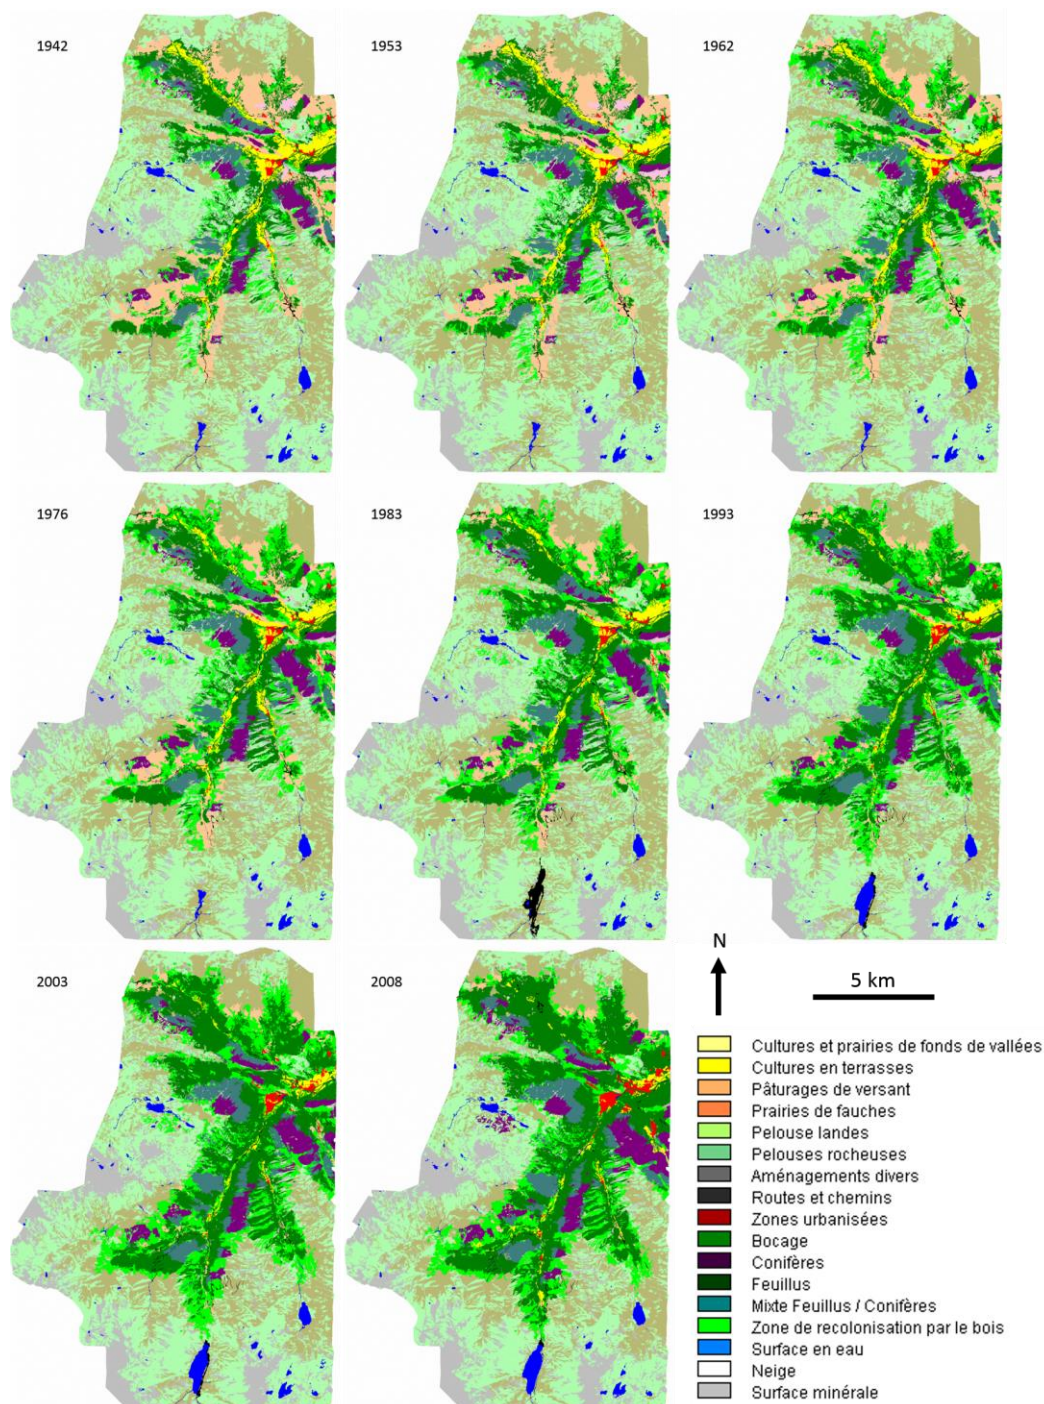 1942
1953
1962
1976
1983
1993
2003
2008
N
5 km
Cultures et prairies de fonds de vallées
Cultures en terrasses
Pâturages de versant
Prairies de fauches
Pelouse landes
Pelouses rocheuses
Aménagements divers
Routes et chemins
Zones urbanisées
Bocage
Conifères
Feuillus
Mixte Feuillus / Conifères
Zone de recolonisation par le bois
Surface en eau
Neige
Surface minérale